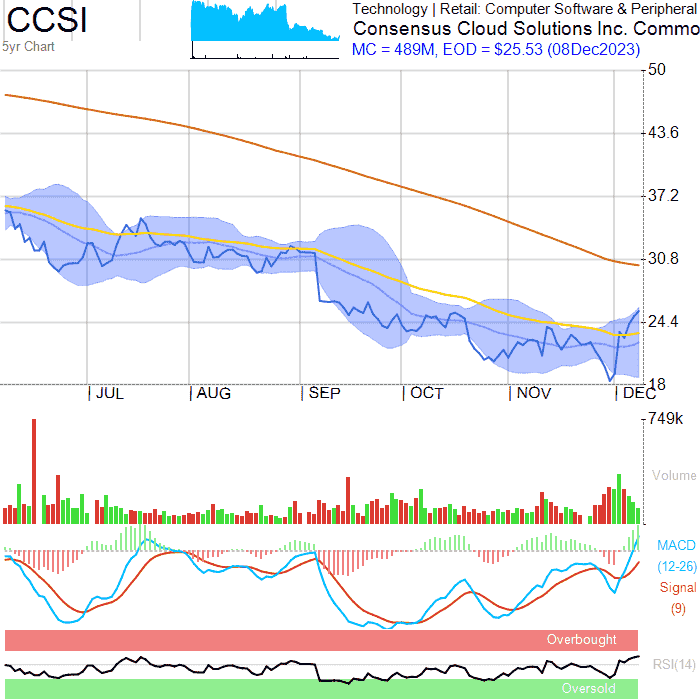 CCSI
5yr Chart
Technology | Retail: Computer Software & Peripheral
Consensus Cloud Solutions Inc. Commo
MC = 489M, EOD = $25.53 (08Dec2023)
50
43.6
37.2
30.8
24.4
18
JUL AUG SEP OCT NOV DEC
749k
Volume
MACD
(12-26)
Signal
(9)
Overbought
RSI(14)
Oversold